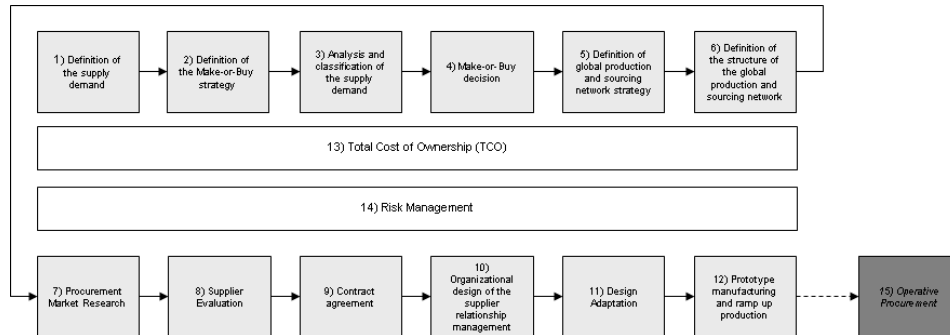 1) Definition of
the supply
demand
2) Definition of
the Make-or-Buy
strategy
3) Analysis and
classification of
the supply
demand
4) Make-or-Buy
decision
5) Definition of
global production
and sourcing
network strategy
6) Definition of
the structure of
the global
production and
sourcing network
13) Total Cost of Ownership (TCO)
14) Risk Management
7) Procurement
Market Research
8) Supplier
Evaluation
9) Contract
agreement
10)
Organizational
design of the
supplier
relationship
management
11) Design
Adaptation
12) Prototype
manufacturing
and ramp up
production
15) Operative
Procurement